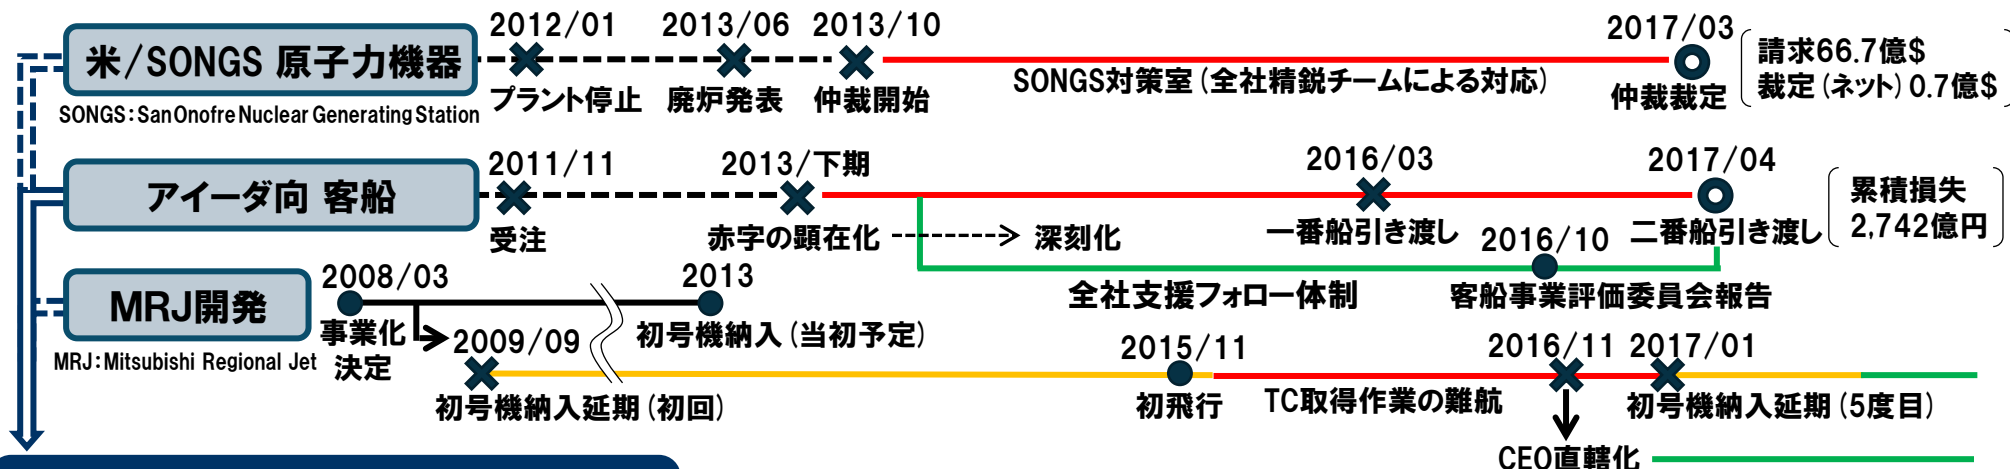 2012/01
2013/06
2013/10
2017/03
米/SONGS 原子力機器
SONGS:San Onofre Nuclear Generating Station
プラント停止
廃炉発表
仲裁開始
SONGS対策室(全社精鋭チームによる対応)
仲裁裁定
請求66.7億$
裁定(ネット)0.7億$
2011/11
2013/下期
2016/03
2017/04
アイーダ向 客船
受注
赤字の顕在化
深刻化
一番船引き渡し
2016/10
二番船引き渡し
累積損失
2,742億円
全社支援フォロー体制
客船事業評価委員会報告
2008/03
2013
MRJ開発
MRJ:Mitsubishi Regional Jet
事業化
決定
初号機納入(当初予定)
2009/09
2015/11
2016/11
2017/01
初号機納入延期(初回)
初飛行
TC取得作業の難航
初号機納入延期(5度目)
CEO直轄化